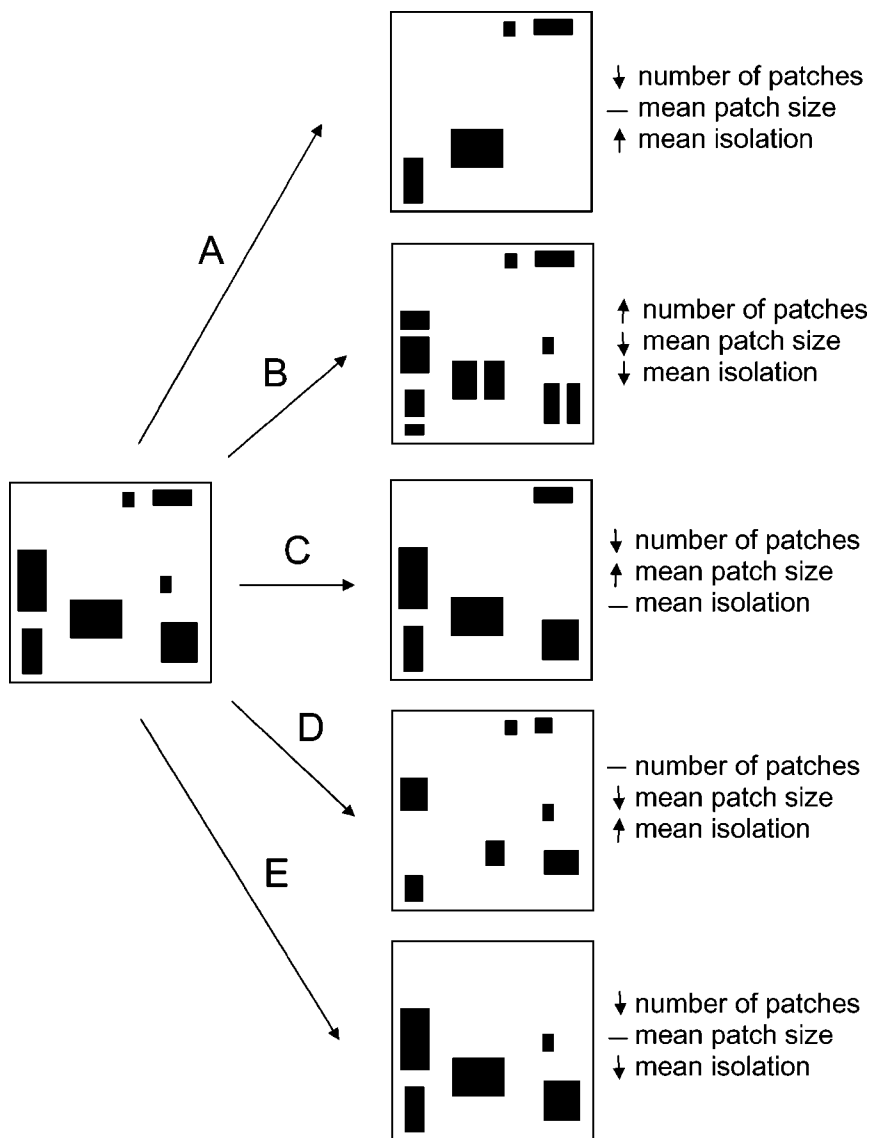 ↓ number of patches
— mean patch size
↑ mean isolation
A
↑ number of patches
↓ mean patch size
↓ mean isolation
B
↓ number of patches
↑ mean patch size
— mean isolation
C
— number of patches
↓ mean patch size
↑ mean isolation
D
↓ number of patches
— mean patch size
↓ mean isolation
E